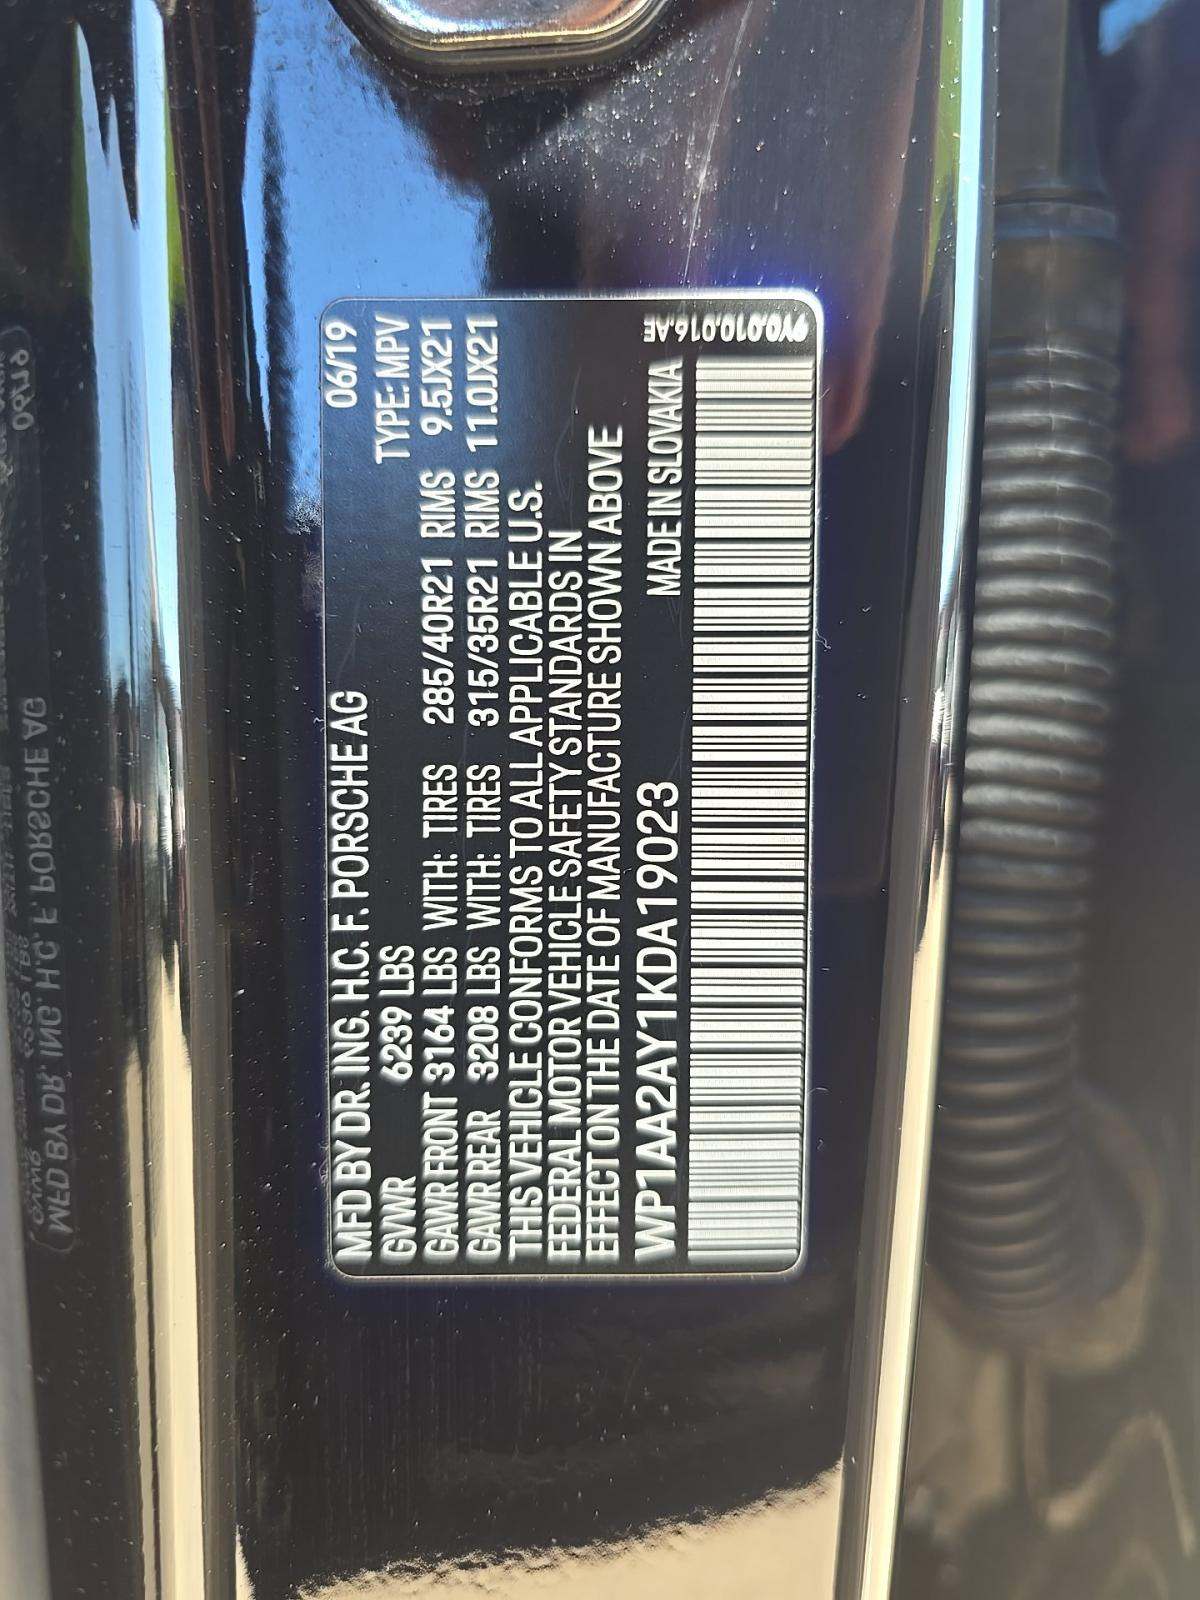 MFD BY DR. ING. H.C. F. PORSCHE AG 06/19
GVWR 6239 LBS TYPE: MPV
GAWR FRONT 3164 LBS WITH: TIRES 285/40R21 RIMS 9.5JX21
GAWR REAR 3208 LBS WITH: TIRES 315/35R21 RIMS 11.0JX21
THIS VEHICLE CONFORMS TO ALL APPLICABLE U.S.
FEDERAL MOTOR VEHICLE SAFETY STANDARDS IN
EFFECT ON THE DATE OF MANUFACTURE SHOWN ABOVE
WP1AA2AY1KDA19023 MADE IN SLOVAKIA
9Y0.010.016.AE